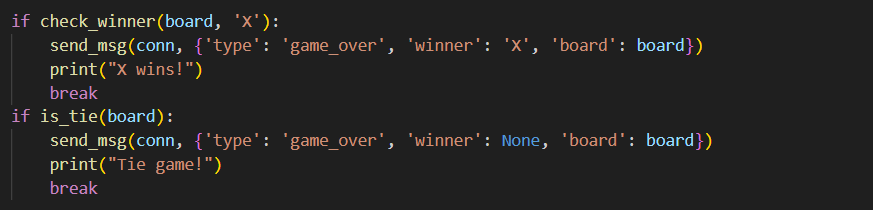 if check_winner(board, 'X'):
    send_msg(conn, {'type': 'game_over', 'winner': 'X', 'board': board})
    print("X wins!")
    break
if is_tie(board):
    send_msg(conn, {'type': 'game_over', 'winner': None, 'board': board})
    print("Tie game!")
    break